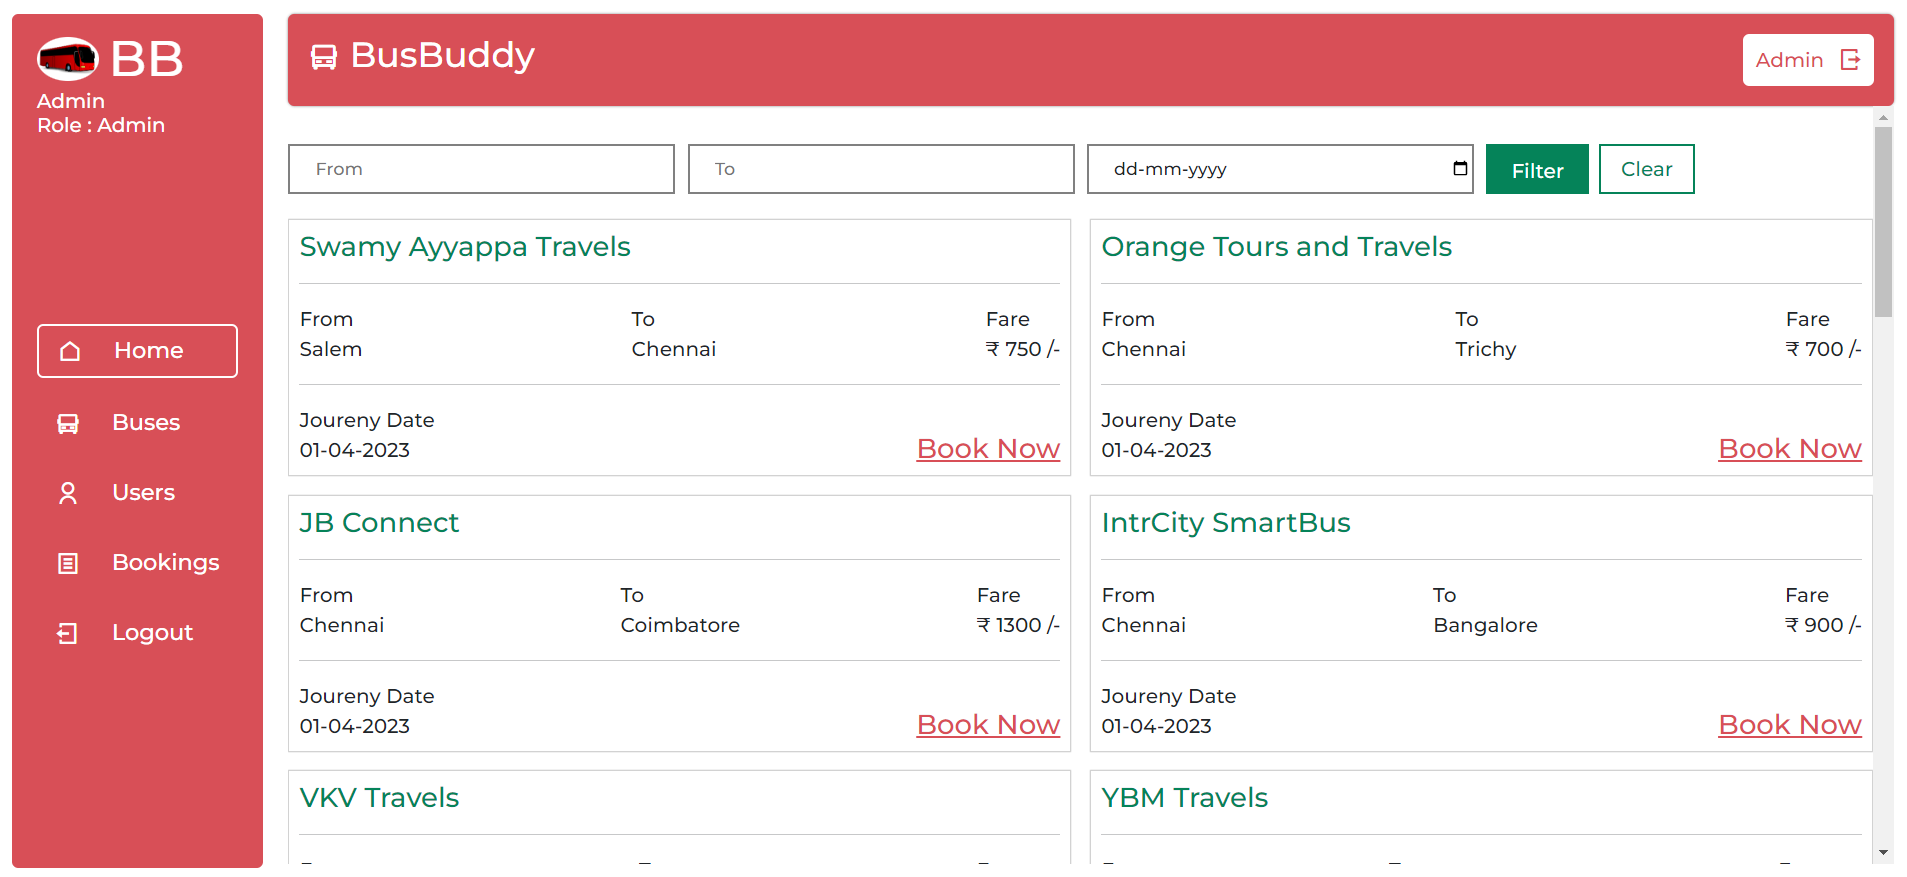 BB
Admin
Role : Admin
Home
Buses
Users
Bookings
Logout
BusBuddy
Admin
From
To
dd-mm-yyyy
Filter
Clear
Swamy Ayyappa Travels
From To Fare
Salem Chennai ₹ 750 /-
Joureny Date
01-04-2023
Book Now
Orange Tours and Travels
From To Fare
Chennai Trichy ₹ 700 /-
Joureny Date
01-04-2023
Book Now
JB Connect
From To Fare
Chennai Coimbatore ₹ 1300 /-
Joureny Date
01-04-2023
Book Now
IntrCity SmartBus
From To Fare
Chennai Bangalore ₹ 900 /-
Joureny Date
01-04-2023
Book Now
VKV Travels
YBM Travels